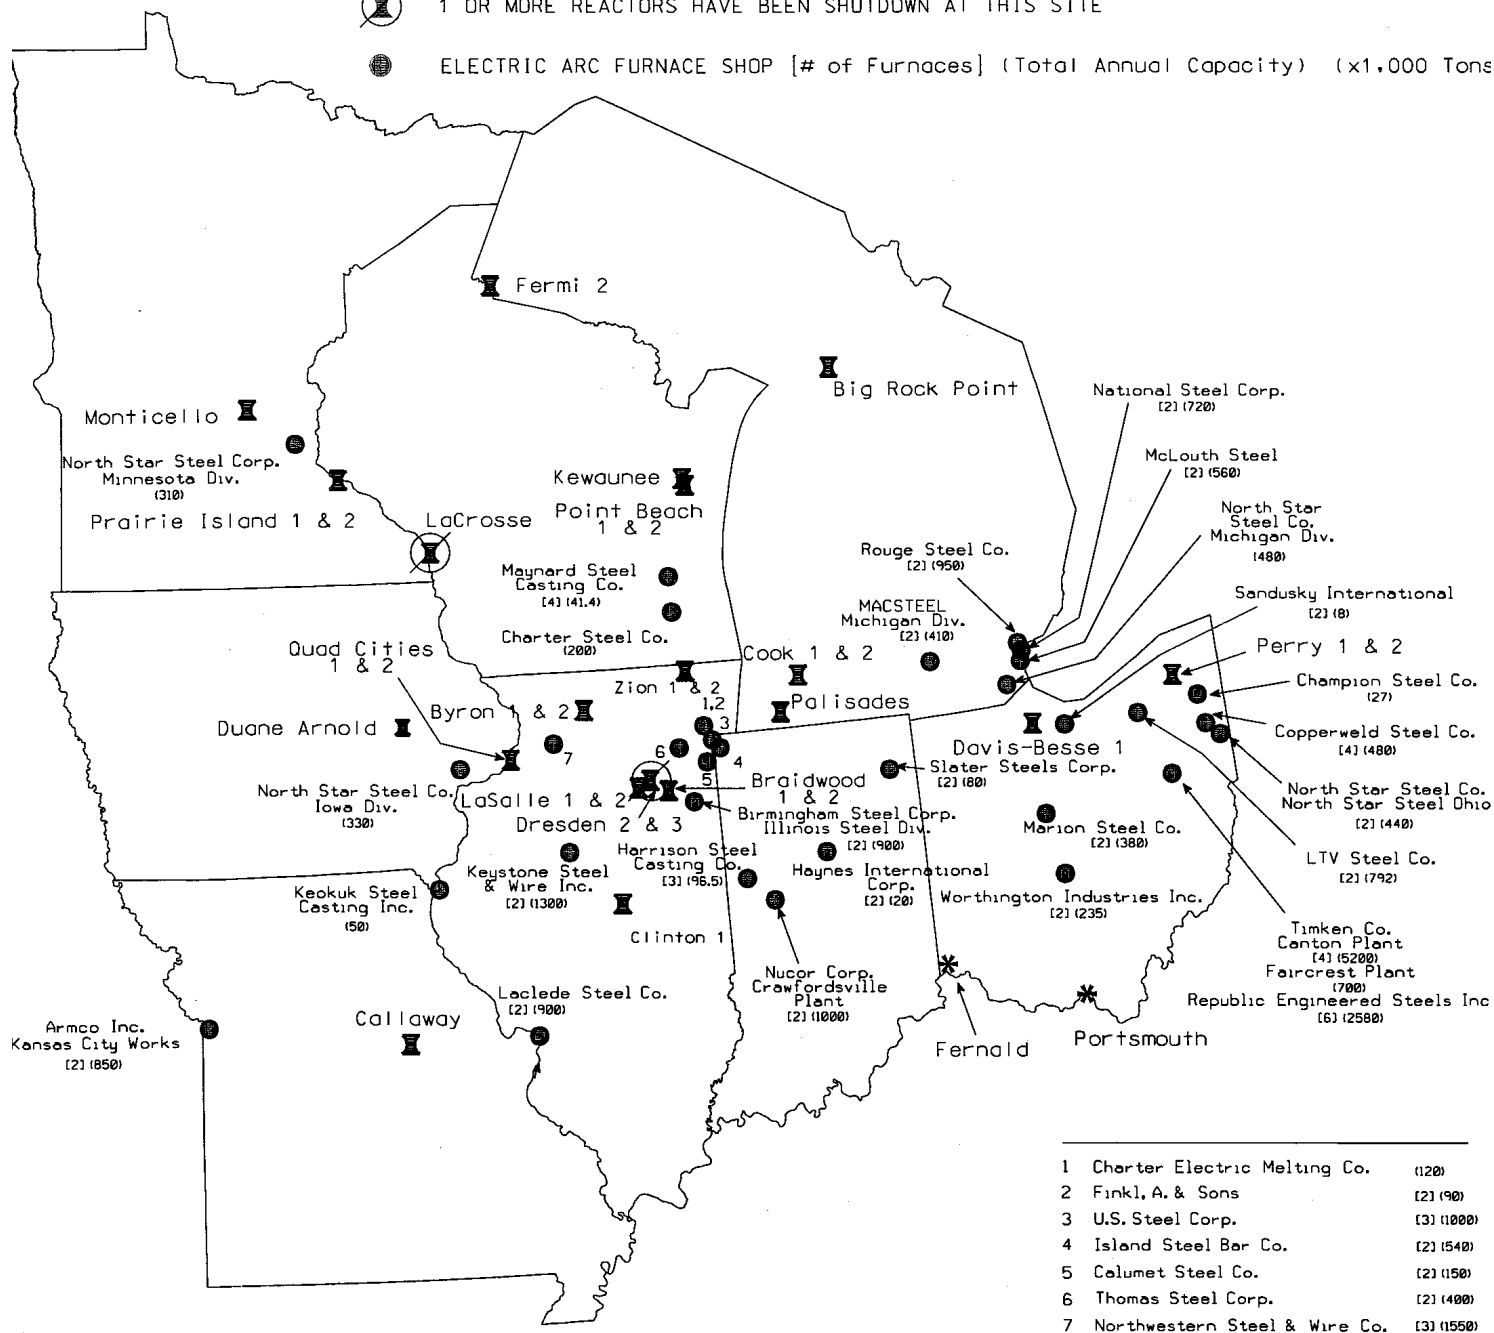 1 OR MORE REACTORS HAVE BEEN SHUTDOWN AT THIS SITE
ELECTRIC ARC FURNACE SHOP [# of Furnaces] (Total Annual Capacity) (x1,000 Tons
Fermi 2
Big Rock Point
National Steel Corp.
[2] (720)
Monticello
North Star Steel Corp.
Minnesota Div.
(310)
Prairie Island 1 & 2
LaCrosse
Kewaunee
Point Beach
1 & 2
McLouth Steel
[2] (560)
North Star
Steel Co.
Michigan Div.
(480)
Rouge Steel Co.
[2] (950)
Maynard Steel
Casting Co.
[4] (41.4)
MACSTEEL
Michigan Div.
[2] (410)
Sandusky International
[2] (8)
Charter Steel Co.
(200)
Quad Cities
1 & 2
Cook 1 & 2
Perry 1 & 2
Zion 1 & 2
Palisades
Champion Steel Co.
(27)
Byron 1 & 2
1,2
3
Duane Arnold
7
6
4
5
Davis-Besse 1
Copperweld Steel Co.
[4] (480)
Slater Steels Corp.
[2] (80)
North Star Steel Co.
Iowa Div.
(330)
LaSalle 1 & 2
Braidwood
1 & 2
North Star Steel Co.
North Star Steel Ohio
[2] (440)
Dresden 2 & 3
Birmingham Steel Corp.
Illinois Steel Div.
[2] (900)
Marion Steel Co.
[2] (380)
LTV Steel Co.
[2] (792)
Harrison Steel
Casting Co.
[3] (96.5)
Keystone Steel
& Wire Inc.
[2] (1300)
Haynes International
Corp.
[2] (20)
Keokuk Steel
Casting Inc.
(50)
Worthington Industries Inc.
[2] (235)
Clinton 1
Timken Co.
Canton Plant
[4] (5200)
Faircrest Plant
(700)
Republic Engineered Steels Inc
[6] (2580)
Nucor Corp.
Crawfordsville
Plant
[2] (1000)
Laclede Steel Co.
[2] (900)
Callaway
Armco Inc.
Kansas City Works
[2] (850)
Fernald
Portsmouth
1 Charter Electric Melting Co. (120)
2 Finkl, A. & Sons [2] (90)
3 U.S. Steel Corp. [3] (1000)
4 Island Steel Bar Co. [2] (540)
5 Calumet Steel Co. [2] (150)
6 Thomas Steel Corp. [2] (400)
7 Northwestern Steel & Wire Co. [3] (1550)